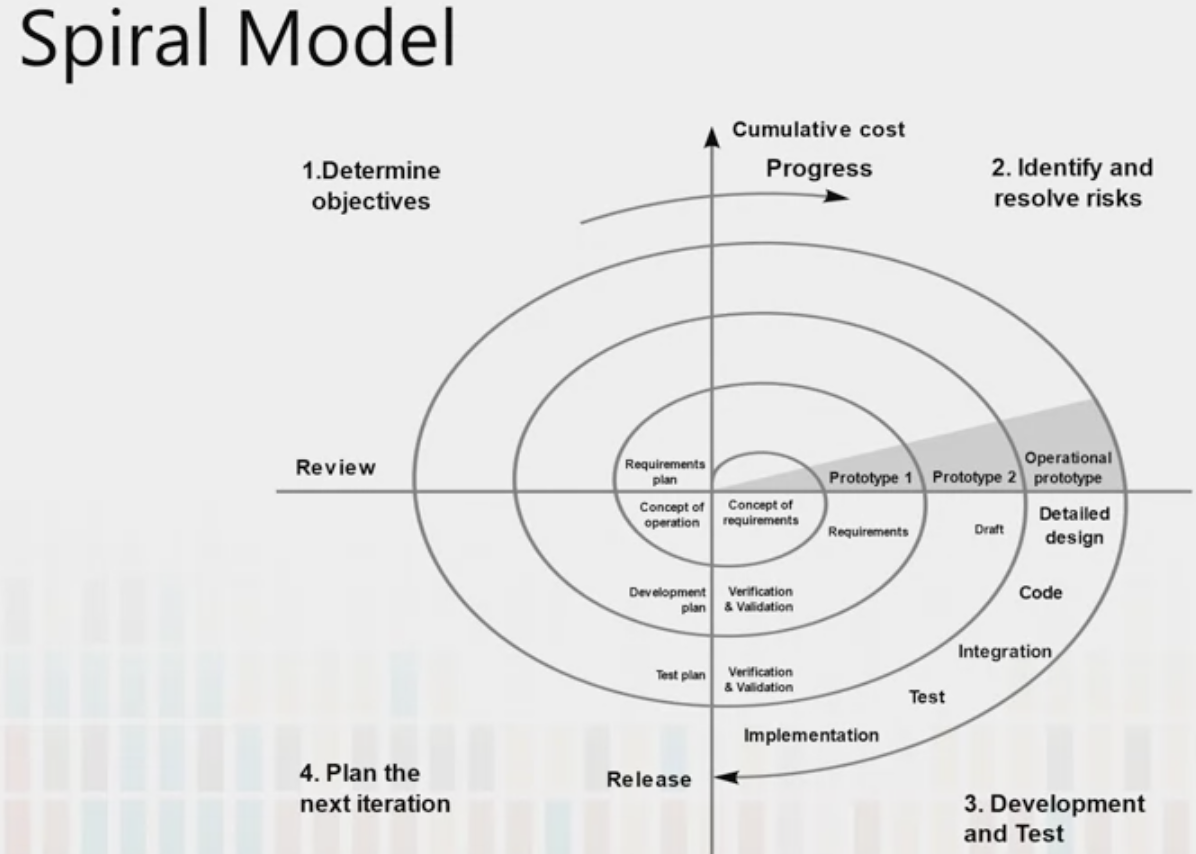 Spiral Model
Cumulative cost
Progress
1.Determine
objectives
2. Identify and
resolve risks
Review
Requirements
plan
Prototype 1
Prototype 2
Operational
prototype
Concept of
operation
Concept of
requirements
Requirements
Draft
Detailed
design
Development
plan
Verification
& Validation
Code
Integration
Test plan
Verification
& Validation
Test
Implementation
Release
4. Plan the
next iteration
3. Development
and Test